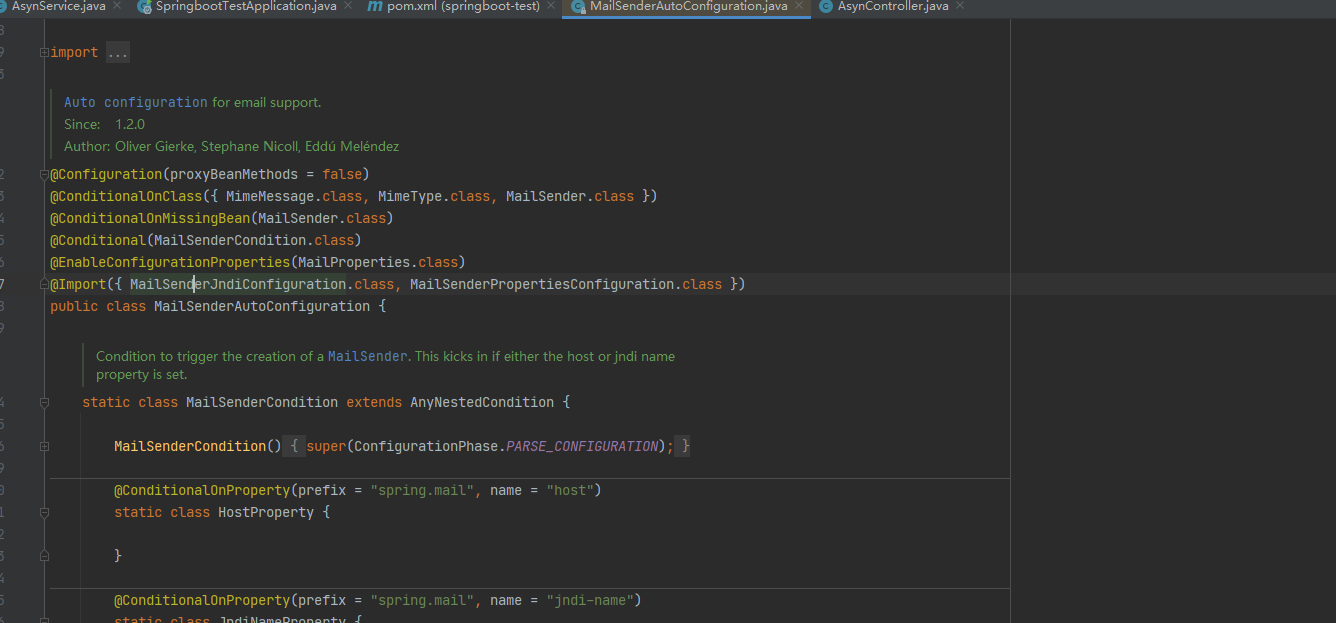 AsynService.java × SpringbootTestApplication.java × m pom.xml (springboot-test) × MailSenderAutoConfiguration.java × AsynController.java ×
import ...
Auto configuration for email support.
Since: 1.2.0
Author: Oliver Gierke, Stephane Nicoll, Eddú Meléndez
@Configuration(proxyBeanMethods = false)
@ConditionalOnClass({ MimeMessage.class, MimeType.class, MailSender.class })
@ConditionalOnMissingBean(MailSender.class)
@Conditional(MailSenderCondition.class)
@EnableConfigurationProperties(MailProperties.class)
@Import({ MailSenderJndiConfiguration.class, MailSenderPropertiesConfiguration.class })
public class MailSenderAutoConfiguration {
Condition to trigger the creation of a MailSender. This kicks in if either the host or jndi name
property is set.
static class MailSenderCondition extends AnyNestedCondition {
MailSenderCondition() { super(ConfigurationPhase.PARSE_CONFIGURATION); }
@ConditionalOnProperty(prefix = "spring.mail", name = "host")
static class HostProperty {
}
@ConditionalOnProperty(prefix = "spring.mail", name = "jndi-name")
static class JndiNameProperty {